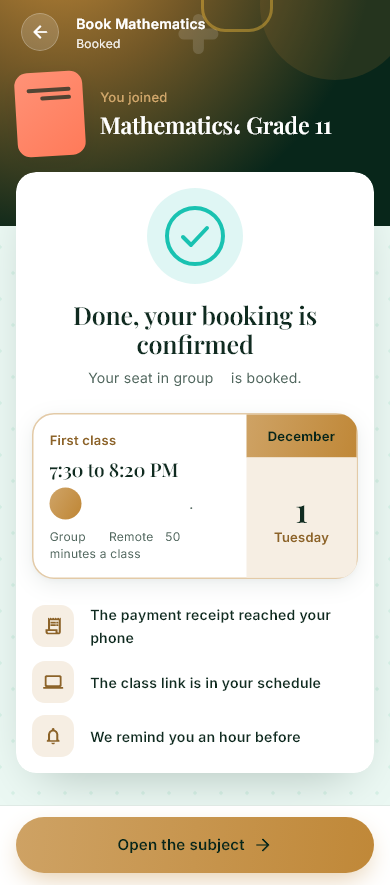 Book Mathematics
Booked
You joined
Mathematics، Grade 11
Done, your booking is
confirmed
Your seat in group is booked.
First class
December
7:30 to 8:20 PM
.
1
Tuesday
Group Remote 50
minutes a class
The payment receipt reached your
phone
The class link is in your schedule
We remind you an hour before
Open the subject →